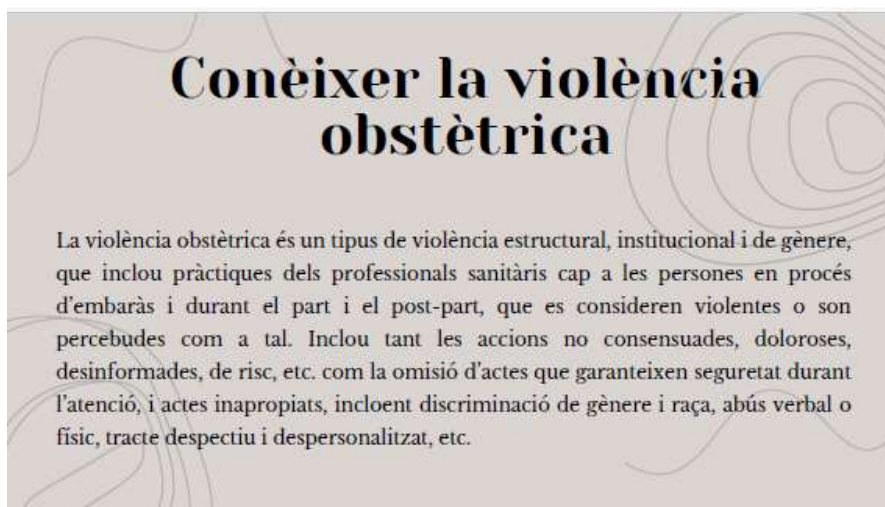 Conèixer la violència
obstètrica
La violència obstètrica és un tipus de violència estructural, institucional i de gènere,
que inclou pràctiques dels professionals sanitàris cap a les persones en procés
d'embaràs i durant el part i el post-part, que es consideren violentes o son
percebudes com a tal. Inclou tant les accions no consensuades, doloroses,
desinformades, de risc, etc. com la omisió d'actes que garanteixen seguretat durant
l'atenció, i actes inapropiats, incloent discriminació de gènere i raça, abús verbal o
físic, tracte despectiu i despersonalitzat, etc.